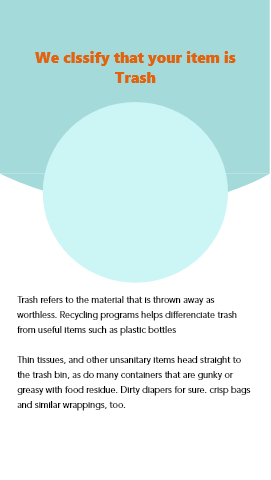 We clssify that your item is
Trash
Trash refers to the material that is thrown away as
worthless. Recycling programs helps differenciate trash
from useful items such as plastic bottles
Thin tissues, and other unsanitary items head straight to
the trash bin, as do many containers that are gunky or
greasy with food residue. Dirty diapers for sure. crisp bags
and similar wrappings, too.